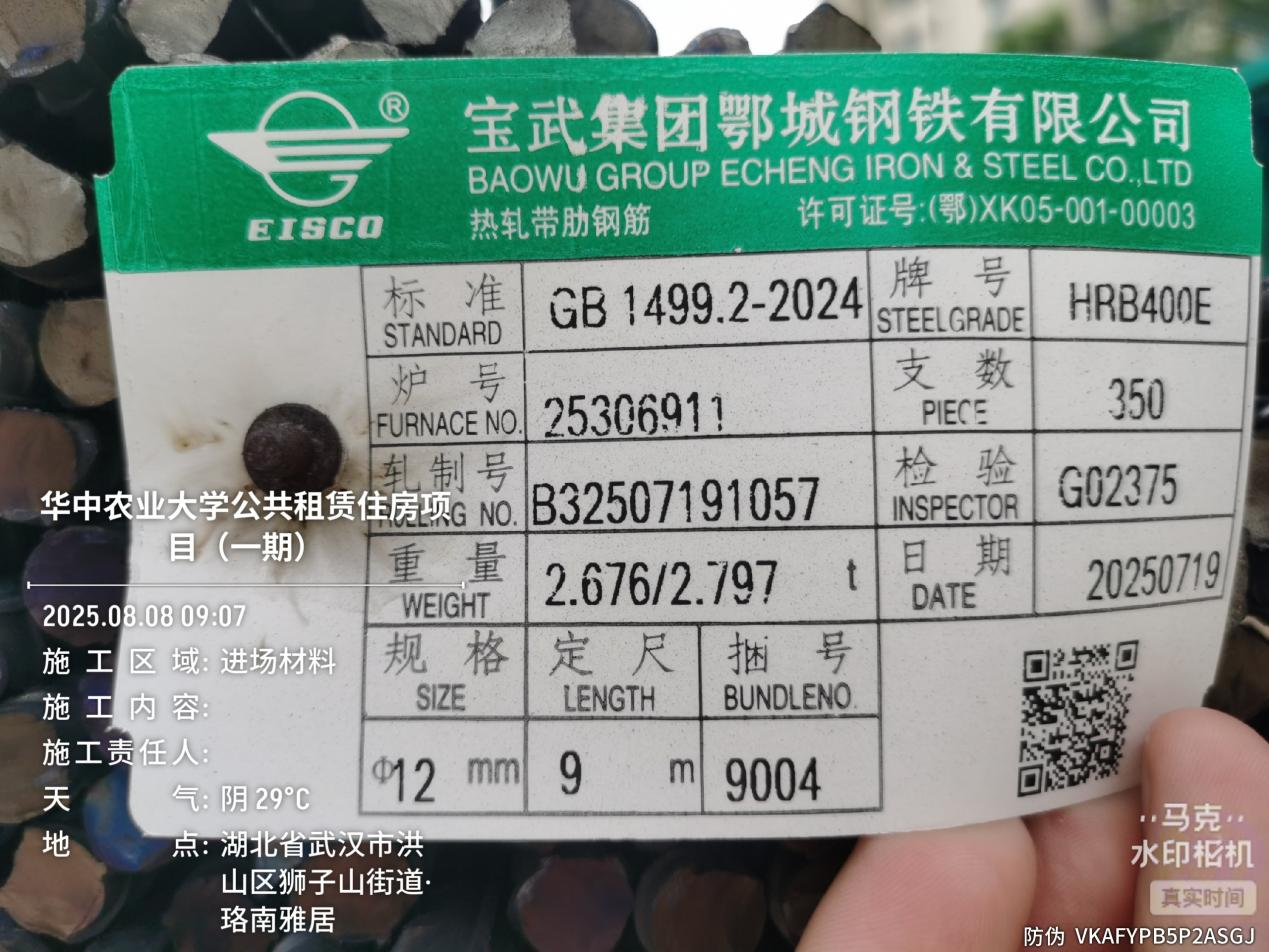 宝武集团鄂城钢铁有限公司
BAOWU GROUP ECHENG IRON & STEEL CO.,LTD
热轧带肋钢筋 许可证号:(鄂)XK05-001-00003
®
EISCO
标 准 STANDARD GB 1499.2-2024 牌 号 STEELGRADE HRB400E
炉 号 FURNACE NO. 25306911 支 数 PIECE 350
轧制号 ROLLING NO. B32507191057 检 验 INSPECTOR G02375
重 量 WEIGHT 2.676/2.797 t 日 期 DATE 20250719
规 格 SIZE 定 尺 LENGTH 捆 号 BUNDLENO.
Φ12 mm 9 m 9004
华中农业大学公共租赁住房项
目（一期）
2025.08.08 09:07
施工区域: 进场材料
施工内容:
施工责任人:
天气: 阴 29°C
地点: 湖北省武汉市洪
山区狮子山街道·
珞南雅居
马克
水印相机
真实时间
防伪 VKAFYPB5P2ASGJ